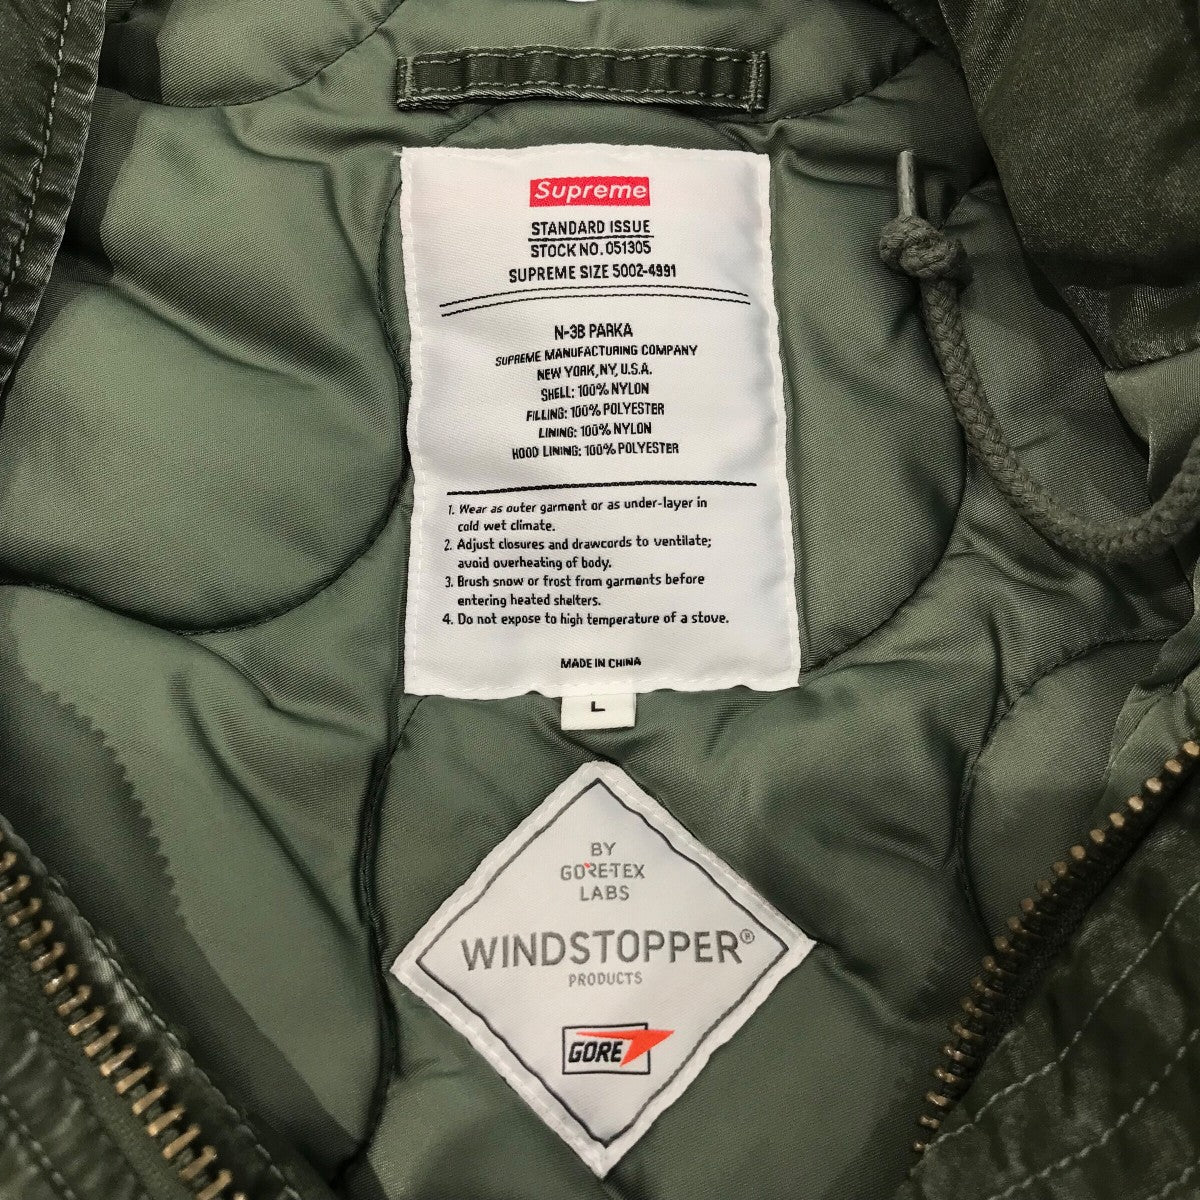 Supreme
STANDARD ISSUE
STOCK NO. 051305
SUPREME SIZE 5002-4991
N-3B PARKA
SUPREME MANUFACTURING COMPANY
NEW YORK, NY, U.S.A.
SHELL: 100% NYLON
FILLING: 100% POLYESTER
LINING: 100% NYLON
HOOD LINING: 100% POLYESTER
1. Wear as outer garment or as under-layer in
cold wet climate.
2. Adjust closures and drawcords to ventilate;
avoid overheating of body.
3. Brush snow or frost from garments before
entering heated shelters.
4. Do not expose to high temperature of a stove.
MADE IN CHINA
L
BY
GORE-TEX
LABS
WINDSTOPPER®
PRODUCTS
GORE